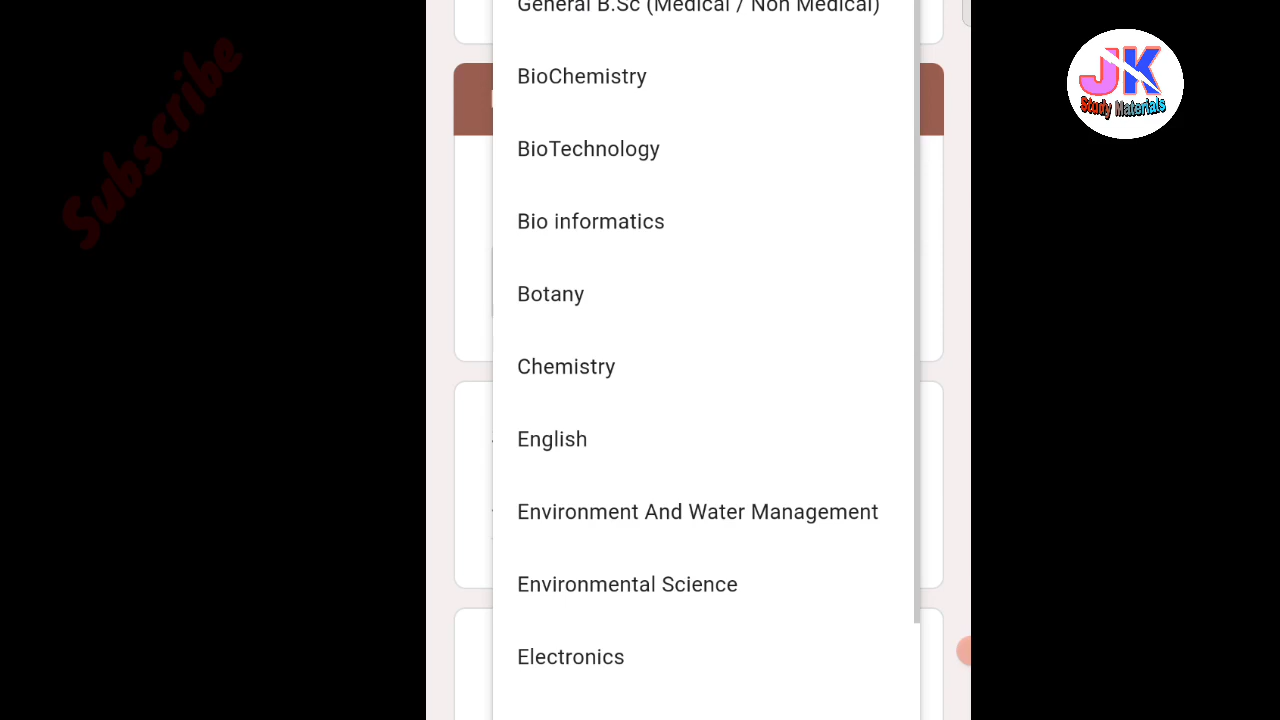 General B.Sc (Medical / Non Medical)
BioChemistry
BioTechnology
Bio informatics
Botany
Chemistry
English
Environment And Water Management
Environmental Science
Electronics
Subscribe
JK
Study Materials